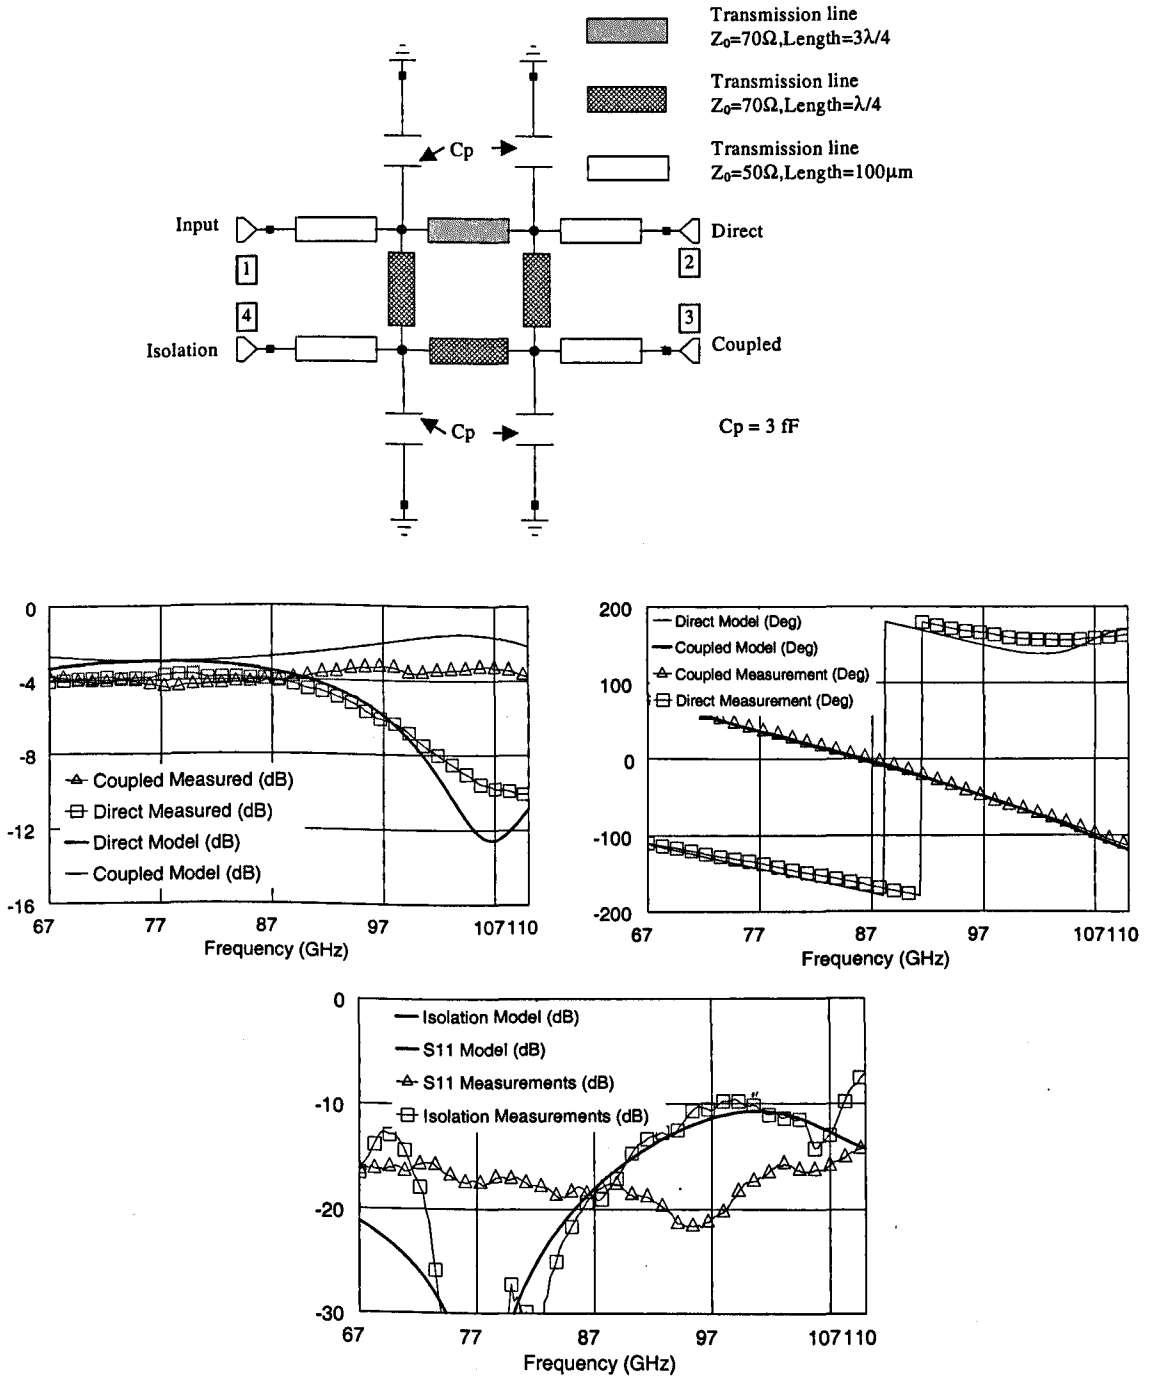 Transmission line
Z₀=70Ω,Length=3λ/4
Transmission line
Z₀=70Ω,Length=λ/4
Transmission line
Z₀=50Ω,Length=100μm
Cp
Input
Direct
1
2
4
3
Isolation
Coupled
Cp
Cp = 3 fF
0
-4
-8
-12
-16
Coupled Measured (dB)
Direct Measured (dB)
Direct Model (dB)
Coupled Model (dB)
67
77
87
97
107110
Frequency (GHz)
200
100
0
-100
-200
Direct Model (Deg)
Coupled Model (Deg)
Coupled Measurement (Deg)
Direct Measurement (Deg)
67
77
87
97
107110
Frequency (GHz)
0
-10
-20
-30
Isolation Model (dB)
S11 Model (dB)
S11 Measurements (dB)
Isolation Measurements (dB)
67
77
87
97
107110
Frequency (GHz)